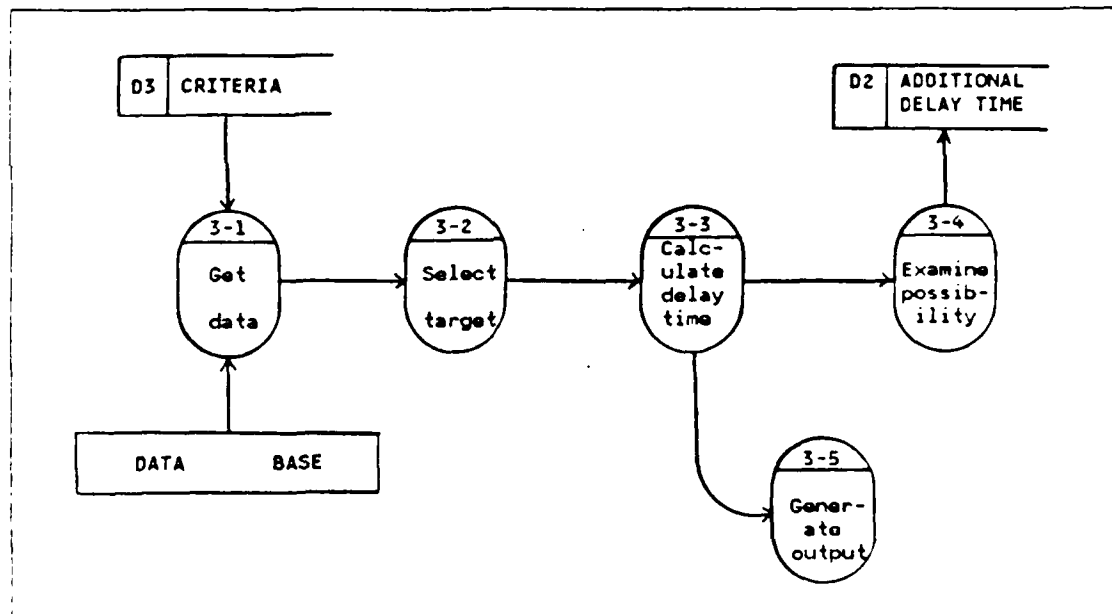 D3 CRITERIA
D2 ADDITIONAL
DELAY TIME
3-1
Get
data
3-2
Select
target
3-3
Calc-
ulate
delay
time
3-4
Examine
possib-
ility
DATA BASE
3-5
Gener-
ate
output